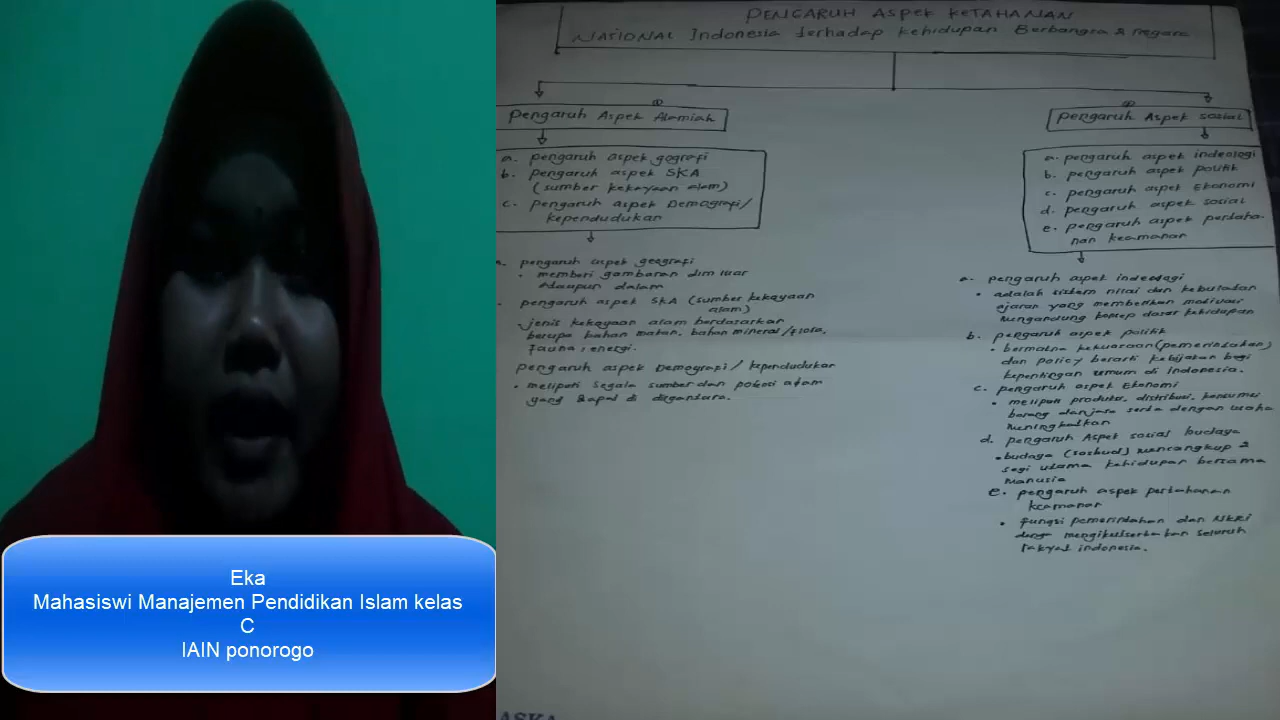 PENGARUH Aspek KETAHANAN
NASIONAL Indonesia terhadap kehidupan Berbangsa & negara
①
pengaruh Aspek Alamiah
a. pengaruh aspek gografi
b. pengaruh aspek SKA
(sumber kekayaan alam)
c. pengaruh aspek Demografi/
kependudukan
pengaruh aspek geografi
• memberi gambaran dlm luar
ataupun dalam
pengaruh aspek SKA (sumber kekayaan
alam)
jenis kekayaan alam berdasarkan
berupa bahan makan, bahan mineral/flora,
fauna, energi.
pengaruh aspek Demografi/kependudukan
• meliputi segala sumber dan potensi alam
yang dapat di
②
pengaruh Aspek sosial
a. pengaruh aspek indeologi
b. pengaruh aspek politik
c. pengaruh aspek Ekonomi
d. pengaruh aspek sosial
e. pengaruh aspek pertaha-
nan keamanan
a. pengaruh aspek indeologi
• adalah sistem nilai dan kebulatan
ajaran yang memberikan motivasi
mengandung konsep dasar kehidupan
b. pengaruh aspek politik
• bermakna kekuasaan (pemerintahan)
dan policy berarti kebijakan bagi
kepentingan umum di Indonesia.
c. pengaruh aspek Ekonomi
• meliputi produksi, distribusi, konsumsi
barang dan jasa serta dengan usaha
meningkatkan
d. pengaruh Aspek sosial budaya
• budaya (sosbud) mencangkup 2
segi utama kehidupan bersama
manusia
e. pengaruh aspek pertahanan
keamanan
• fungsi pemerintahan dan NKRI
mengikutsertakan seluruh
rakyat indonesia.
Eka
Mahasiswi Manajemen Pendidikan Islam kelas
C
IAIN ponorogo